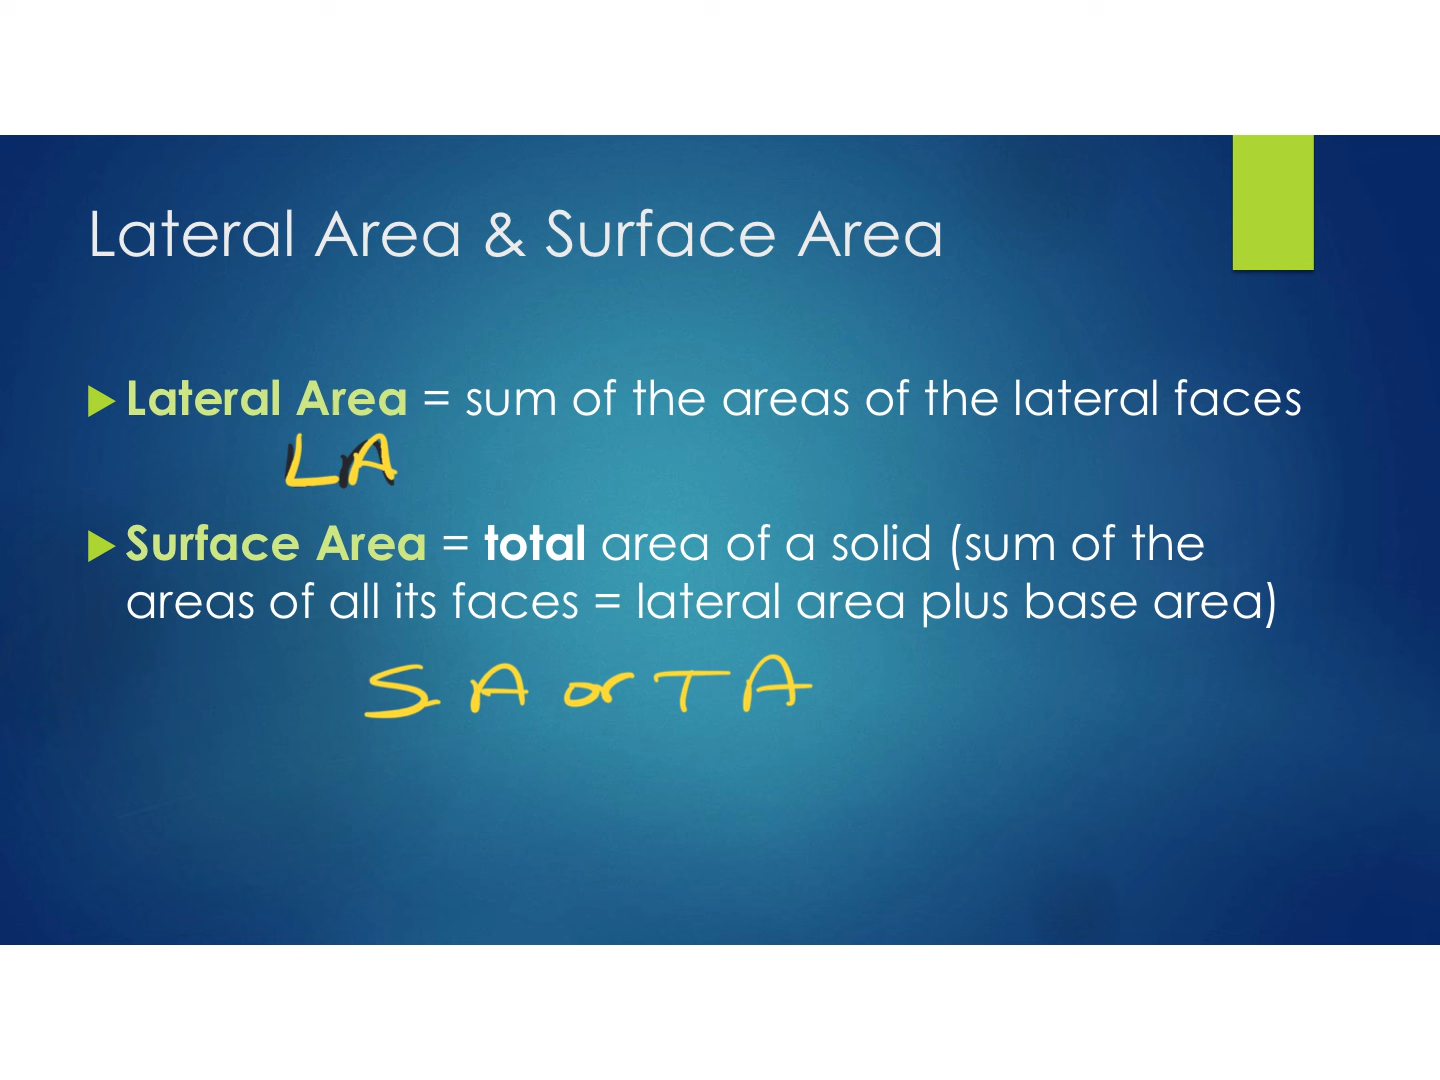 Lateral Area & Surface Area
Lateral Area = sum of the areas of the lateral faces
LA
Surface Area = total area of a solid (sum of the
areas of all its faces = lateral area plus base area)
SA or TA